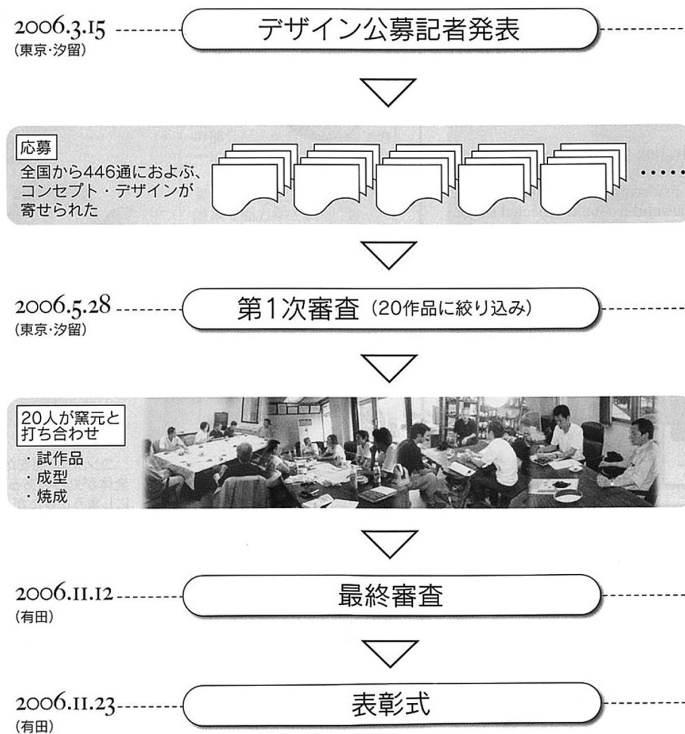 2006.3.15
(東京・汐留)
デザイン公募記者発表
応募
全国から446通におよぶ、
コンセプト・デザインが
寄せられた
2006.5.28
(東京・汐留)
第1次審査(20作品に絞り込み)
20人が窯元と
打ち合わせ
・試作品
・成型
・焼成
2006.11.12
(有田)
最終審査
2006.11.23
(有田)
表彰式